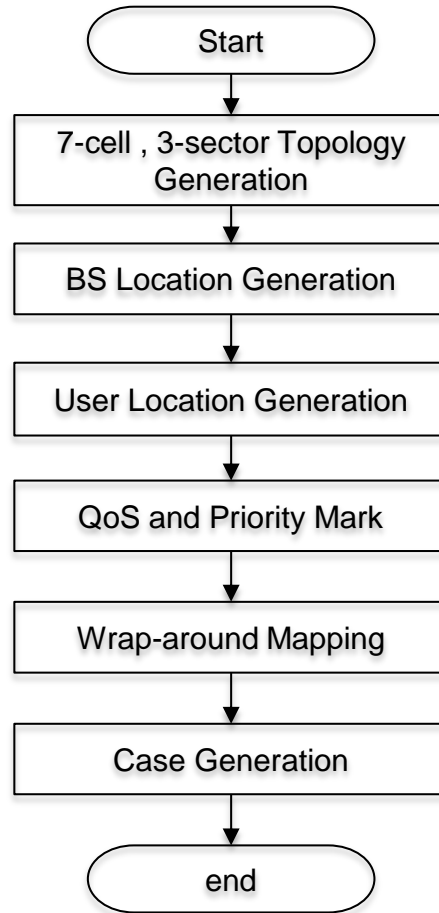 Start
7-cell , 3-sector Topology
Generation
BS Location Generation
User Location Generation
QoS and Priority Mark
Wrap-around Mapping
Case Generation
end